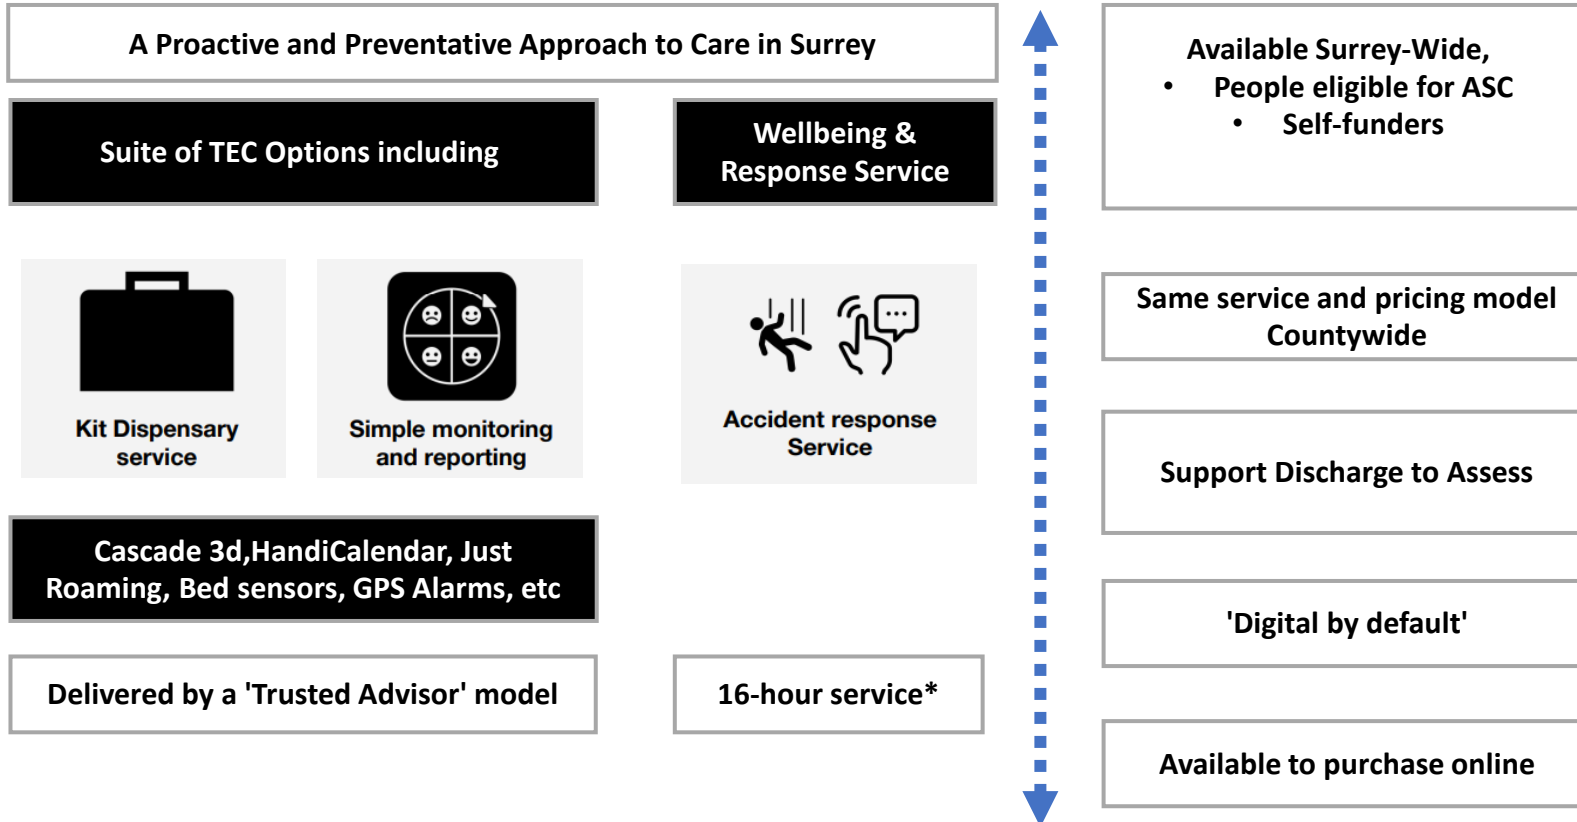 A Proactive and Preventative Approach to Care in Surrey
Suite of TEC Options including
Wellbeing &
Response Service
Kit Dispensary
service
Simple monitoring
and reporting
Accident response
Service
Cascade 3d,HandiCalendar, Just
Roaming, Bed sensors, GPS Alarms, etc
Delivered by a 'Trusted Advisor' model
16-hour service*
Available Surrey-Wide,
• People eligible for ASC
• Self-funders
Same service and pricing model
Countywide
Support Discharge to Assess
'Digital by default'
Available to purchase online